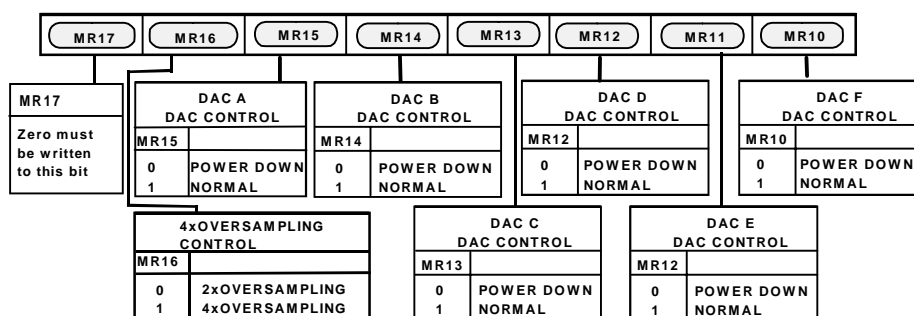 MR17 MR16 MR15 MR14 MR13 MR12 MR11 MR10
MR17
Zero must
be written
to this bit
DAC A
DAC CONTROL
MR15
0 POWER DOWN
1 NORMAL
DAC B
DAC CONTROL
MR14
0 POWER DOWN
1 NORMAL
DAC D
DAC CONTROL
MR12
0 POWER DOWN
1 NORMAL
DAC F
DAC CONTROL
MR10
0 POWER DOWN
1 NORMAL
4xOVERSAMPLING
CONTROL
MR16
0 2xOVERSAMPLING
1 4xOVERSAMPLING
DAC C
DAC CONTROL
MR13
0 POWER DOWN
1 NORMAL
DAC E
DAC CONTROL
MR12
0 POWER DOWN
1 NORMAL